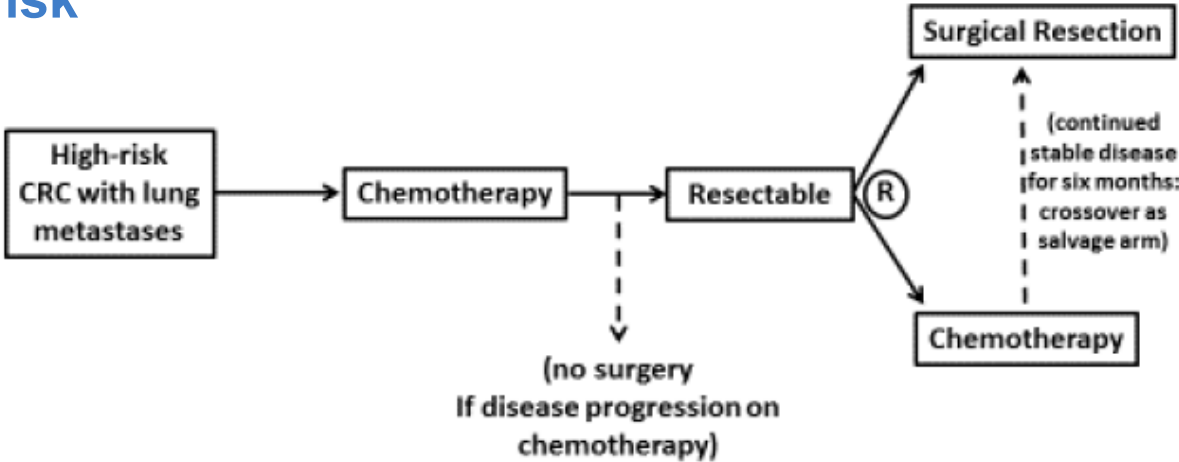 isk
High-risk
CRC with lung
metastases
Chemotherapy
Resectable
R
Surgical Resection
(continued
stable disease
for six months:
crossover as
salvage arm)
Chemotherapy
(no surgery
If disease progression on
chemotherapy)